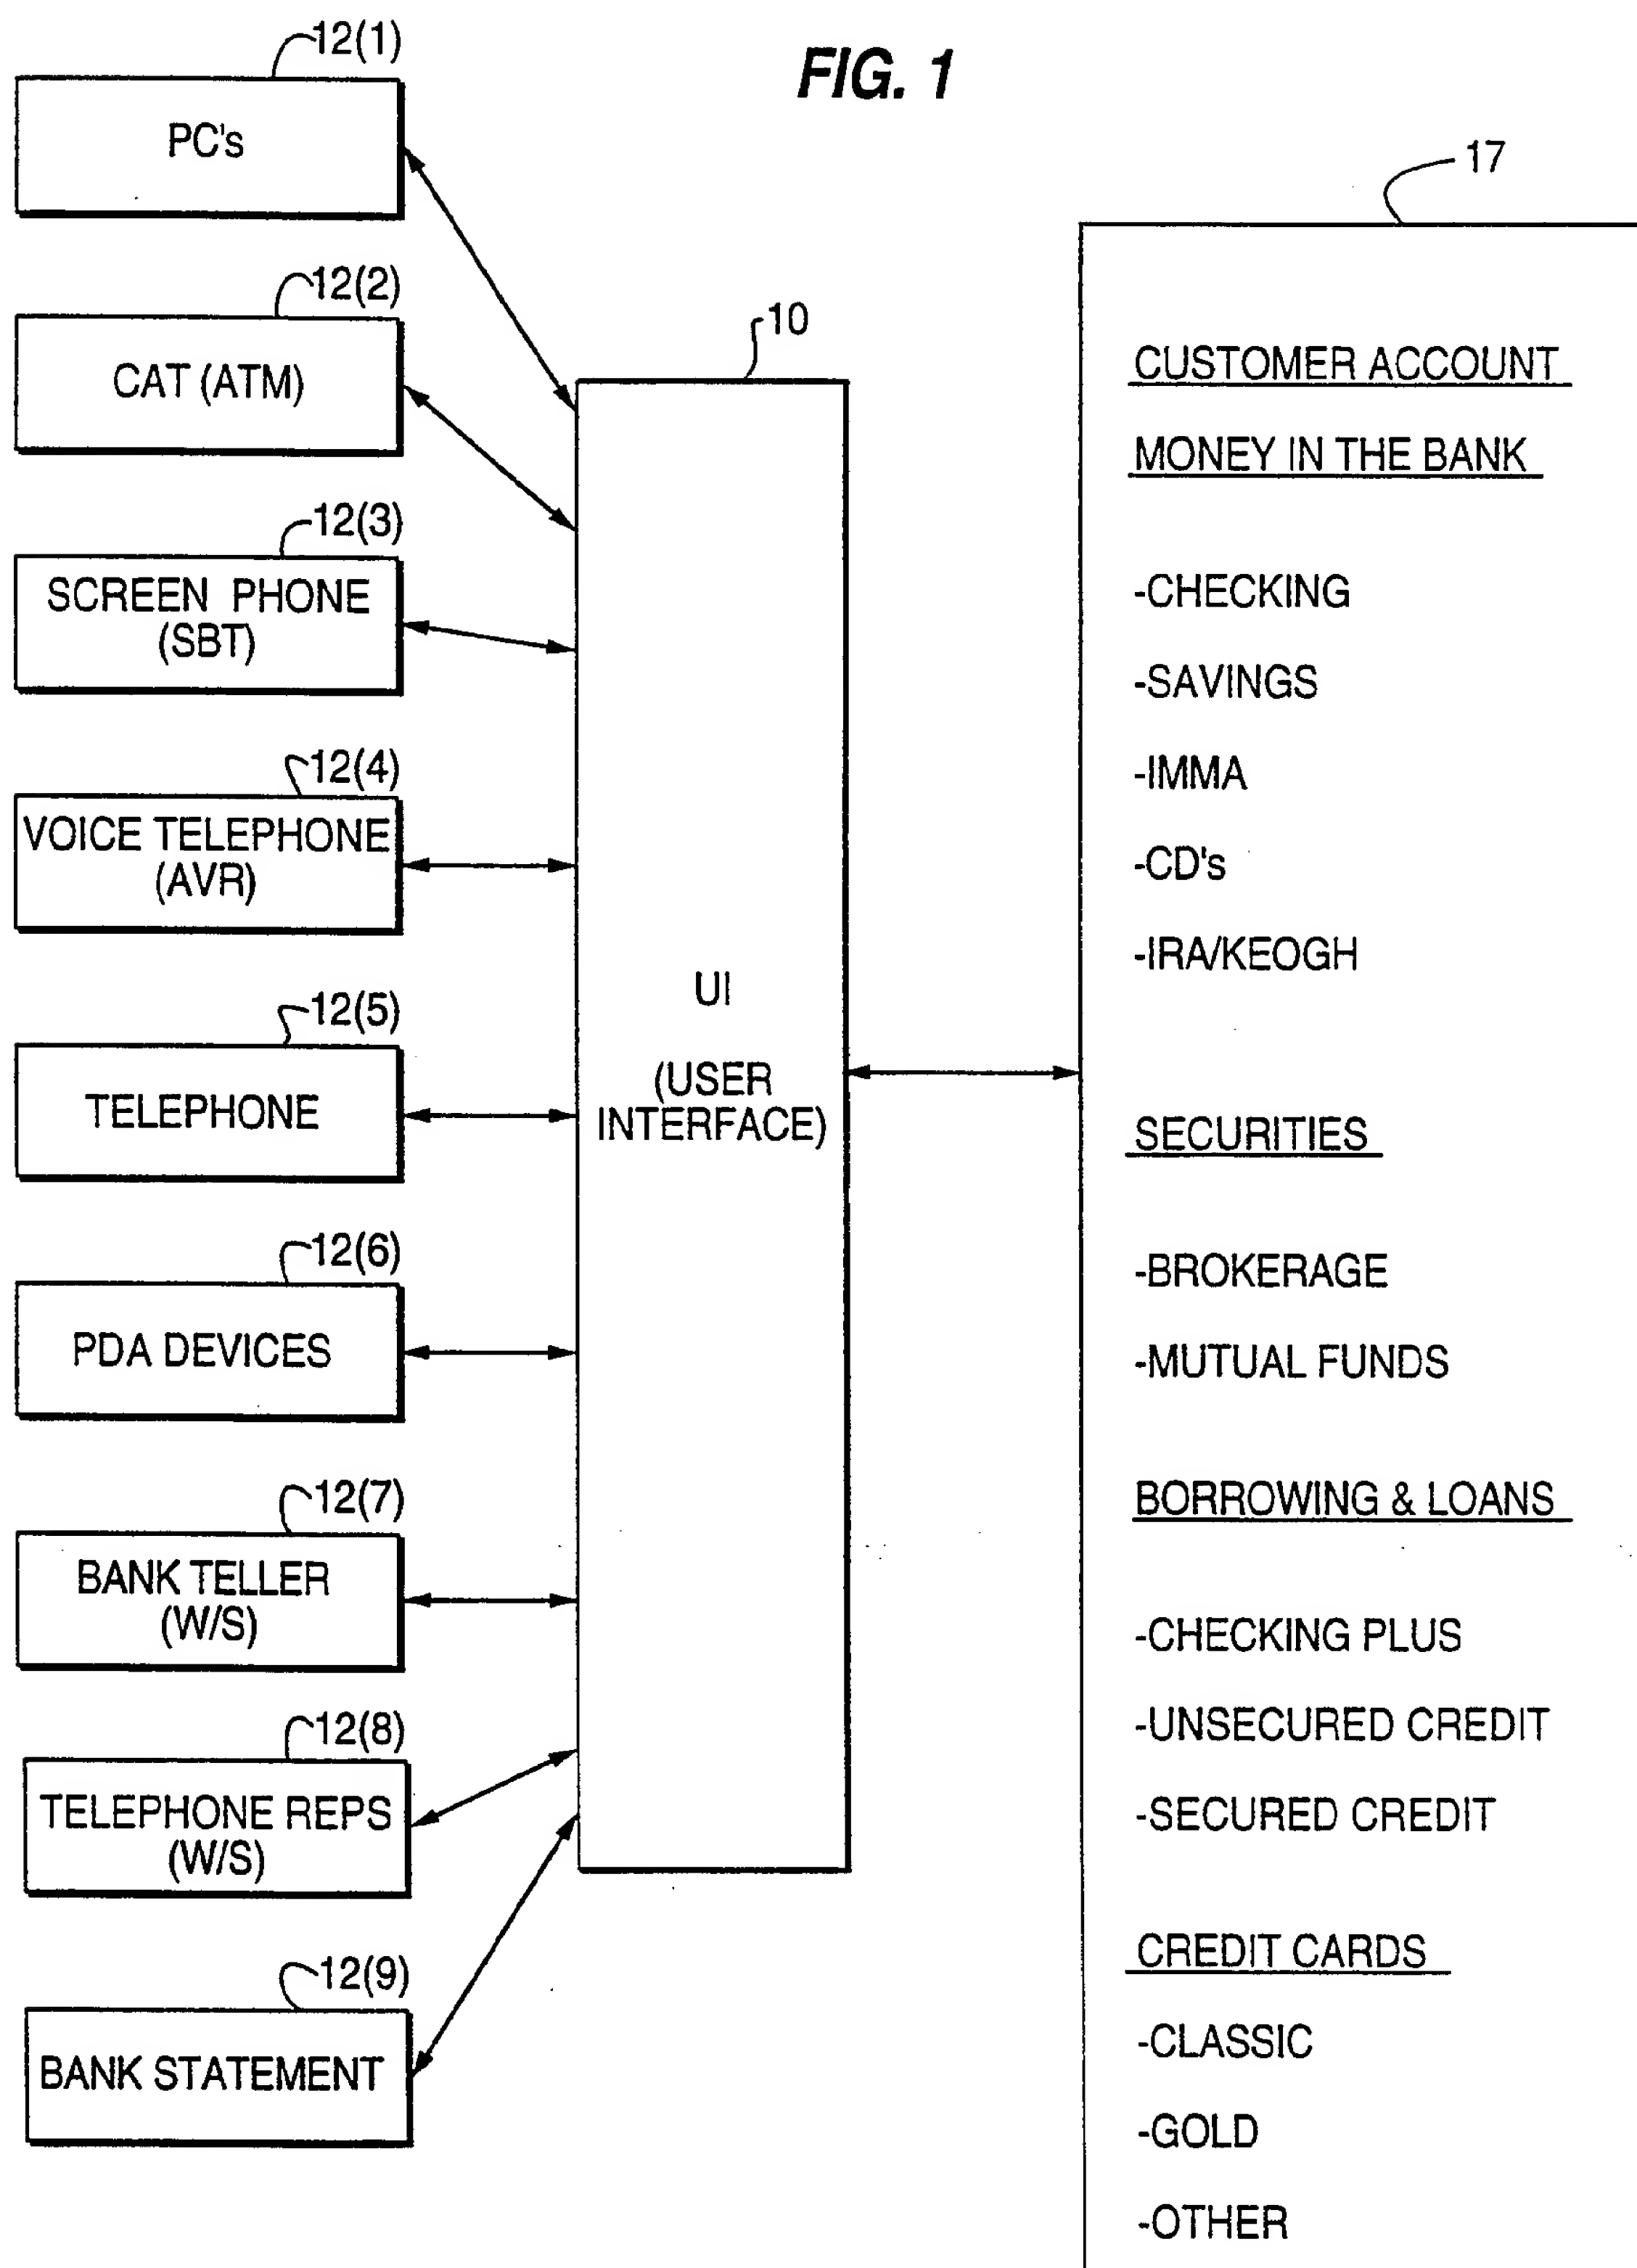 FIG. 1
12(1)
PC's
12(2)
CAT (ATM)
12(3)
SCREEN PHONE
(SBT)
12(4)
VOICE TELEPHONE
(AVR)
12(5)
TELEPHONE
12(6)
PDA DEVICES
12(7)
BANK TELLER
(W/S)
12(8)
TELEPHONE REPS
(W/S)
12(9)
BANK STATEMENT
10
UI
(USER
INTERFACE)
17
CUSTOMER ACCOUNT
MONEY IN THE BANK
-CHECKING
-SAVINGS
-IMMA
-CD's
-IRA/KEOGH
SECURITIES
-BROKERAGE
-MUTUAL FUNDS
BORROWING & LOANS
-CHECKING PLUS
-UNSECURED CREDIT
-SECURED CREDIT
CREDIT CARDS
-CLASSIC
-GOLD
-OTHER